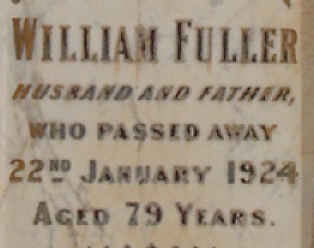 WILLIAM FULLER
HUSBAND AND FATHER,
WHO PASSED AWAY
22ND JANUARY 1924
AGED 79 YEARS.